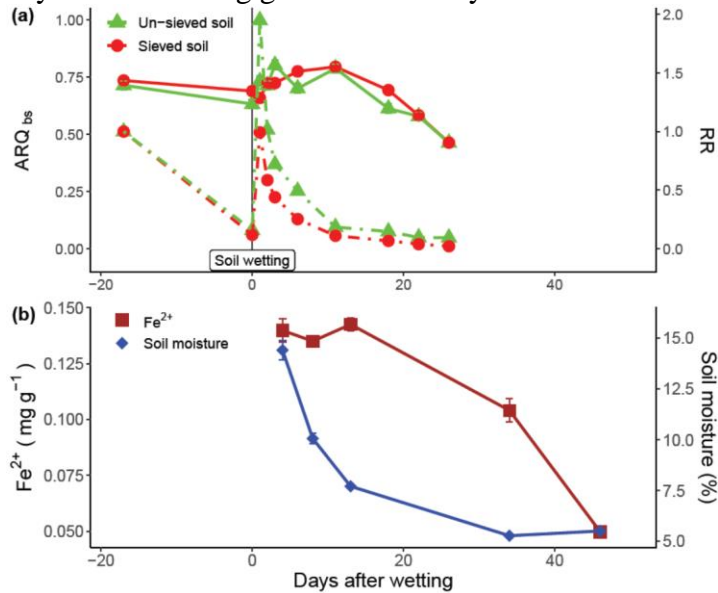 (a)
Un-sieved soil
Sieved soil
1.00
0.75
0.50
0.25
0.00
ARQ bs
2.0
1.5
1.0
0.5
0.0
RR
Soil wetting
−20
0
20
40
(b)
Fe2+
Soil moisture
0.150
0.125
0.100
0.075
0.050
Fe2+ ( mg g−1 )
15.0
12.5
10.0
7.5
5.0
Soil moisture (%)
−20
0
20
40
Days after wetting